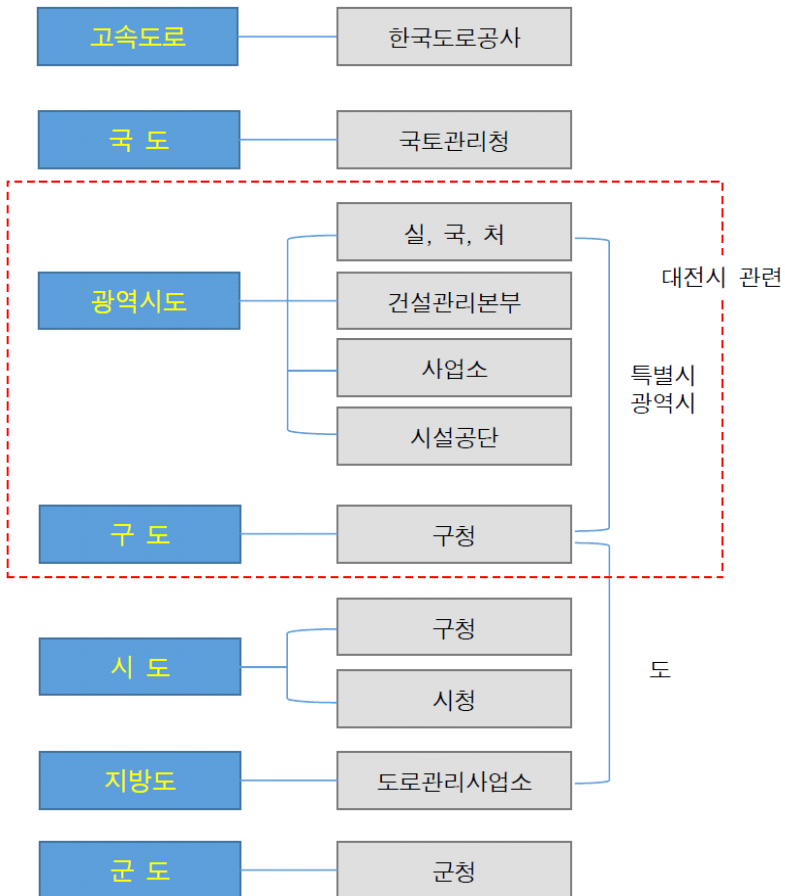 고속도로
한국도로공사
국 도
국토관리청
실, 국, 처
대전시 관련
광역시도
건설관리본부
사업소
특별시
광역시
시설공단
구 도
구청
구청
시 도
도
시청
지방도
도로관리사업소
군 도
군청